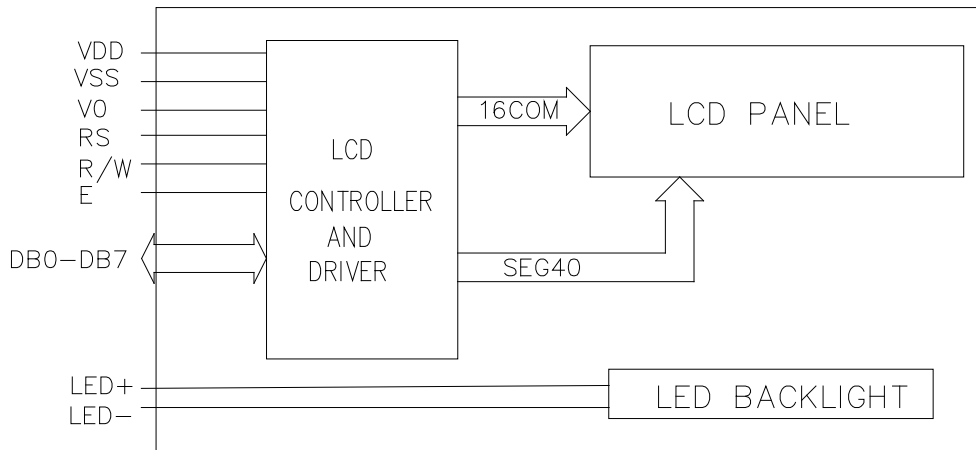 VDD
VSS
V0
RS
R/W
E
DB0-DB7
LED+
LED-
LCD
CONTROLLER
AND
DRIVER
16COM
SEG40
LCD PANEL
LED BACKLIGHT